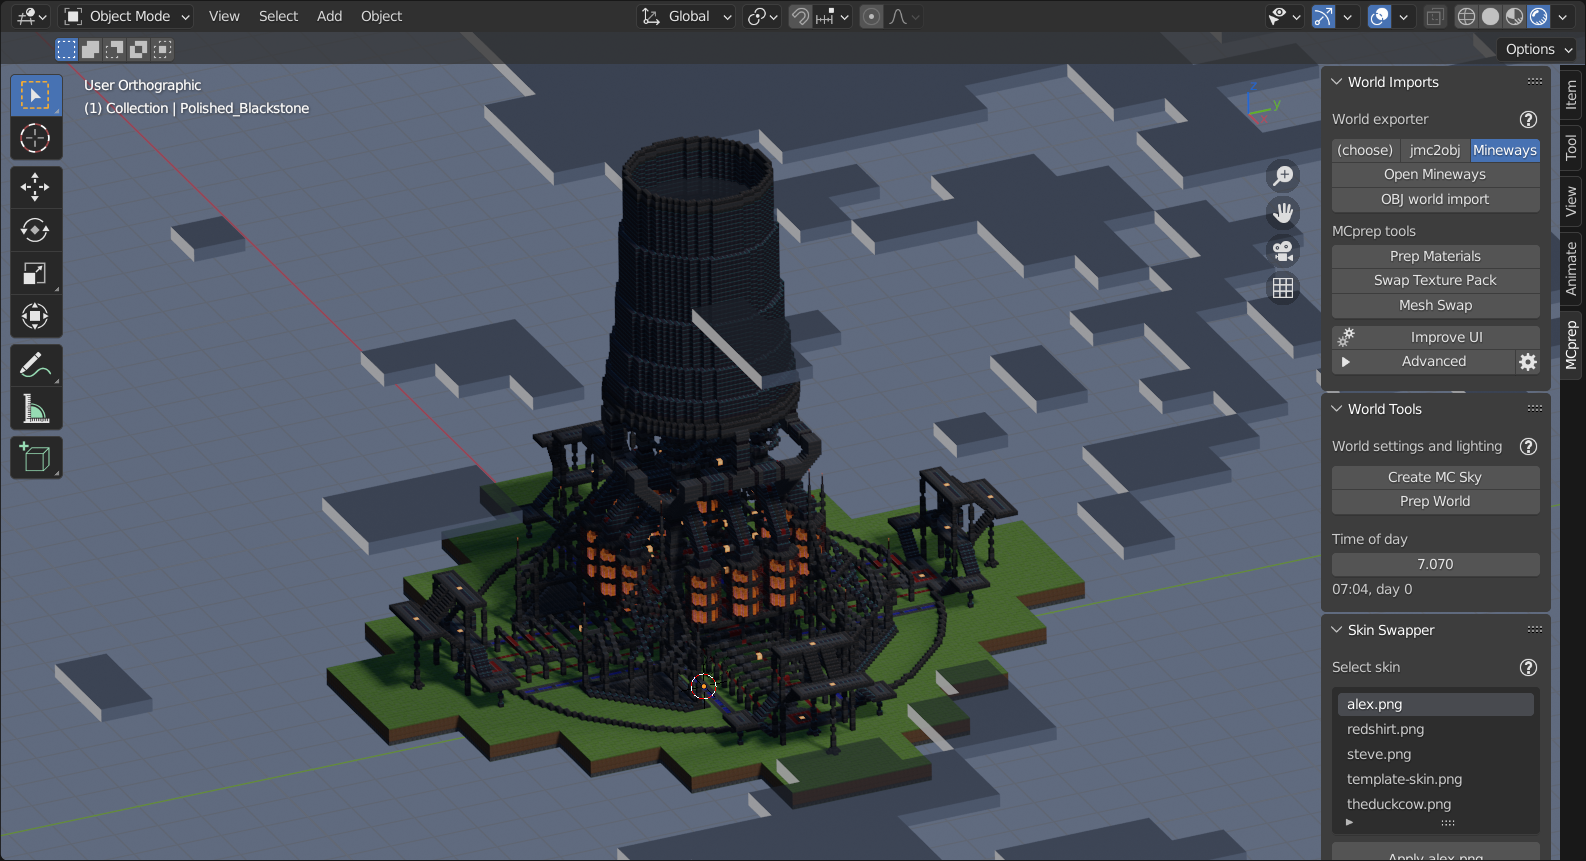 Object Mode
View
Select
Add
Object
Global
Options
User Orthographic
(1) Collection | Polished_Blackstone
Z
y
World Imports
World exporter
(choose)
jmc2obj
Mineways
Open Mineways
OBJ world import
MCprep tools
Prep Materials
Swap Texture Pack
Mesh Swap
Improve UI
Advanced
World Tools
World settings and lighting
Create MC Sky
Prep World
Time of day
7.070
07:04, day 0
Skin Swapper
Select skin
alex.png
redshirt.png
steve.png
template-skin.png
theduckcow.png
Apply alex.png
Item
Tool
View
Animate
MCprep